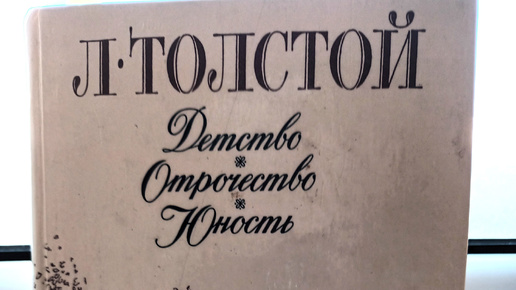 Л·ТОЛСТОЙ
Детство
Отрочество
Юность